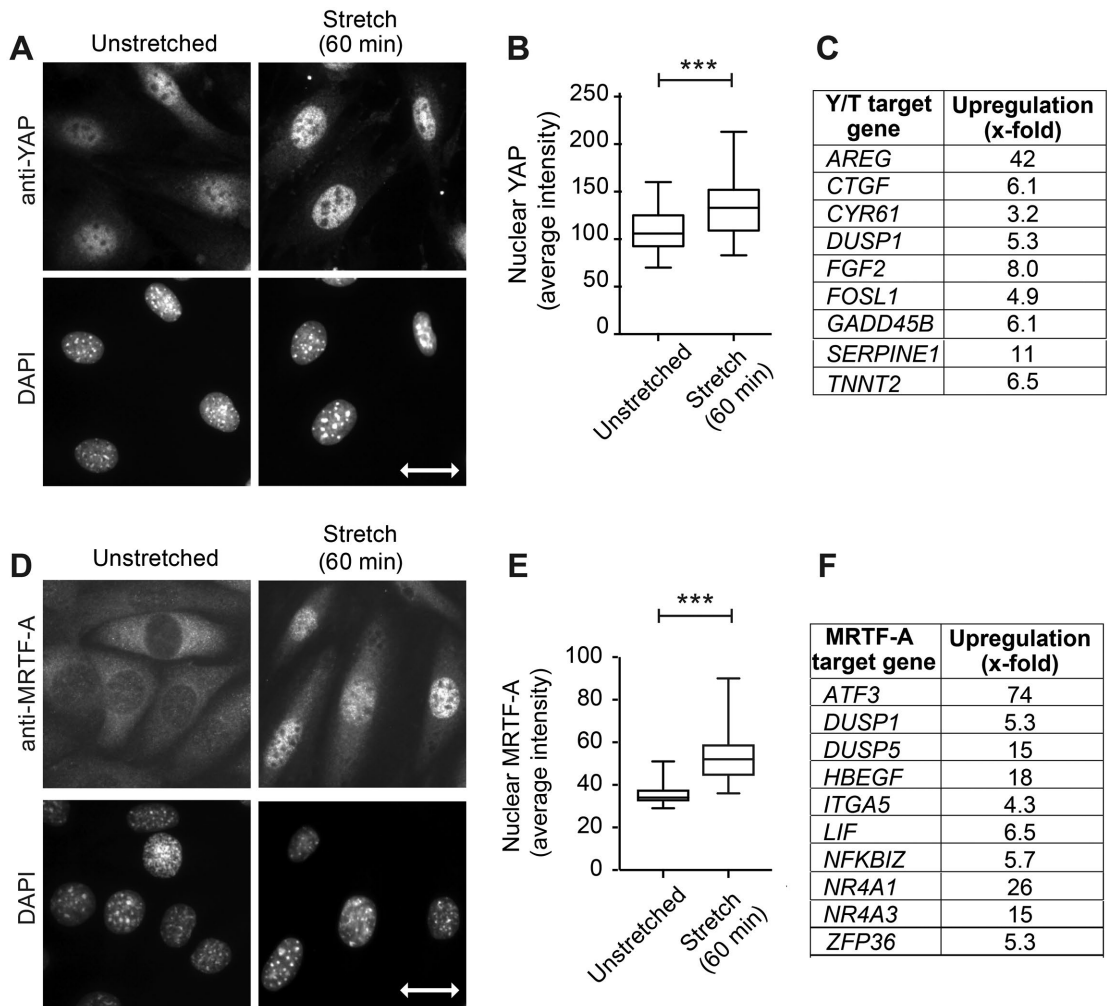 A
Unstretched
Stretch
(60 min)
anti-YAP
DAPI
B
***
Nuclear YAP
(average intensity)
250
200
150
100
50
0
Unstretched
Stretch
(60 min)
C
Y/T target gene Upregulation (x-fold)
AREG 42
CTGF 6.1
CYR61 3.2
DUSP1 5.3
FGF2 8.0
FOSL1 4.9
GADD45B 6.1
SERPINE1 11
TNNT2 6.5
D
Unstretched
Stretch
(60 min)
anti-MRTF-A
DAPI
E
***
Nuclear MRTF-A
(average intensity)
100
80
60
40
20
0
Unstretched
Stretch
(60 min)
F
MRTF-A target gene Upregulation (x-fold)
ATF3 74
DUSP1 5.3
DUSP5 15
HBEGF 18
ITGA5 4.3
LIF 6.5
NFKBIZ 5.7
NR4A1 26
NR4A3 15
ZFP36 5.3